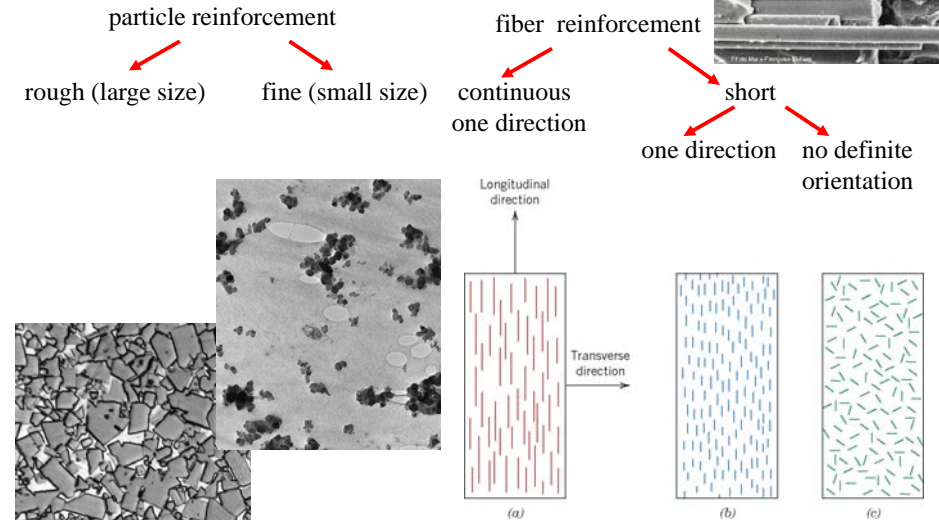 particle reinforcement
fiber reinforcement
rough (large size)
fine (small size)
continuous
one direction
short
one direction
no definite
orientation
Longitudinal
direction
Transverse
direction
(a)
(b)
(c)